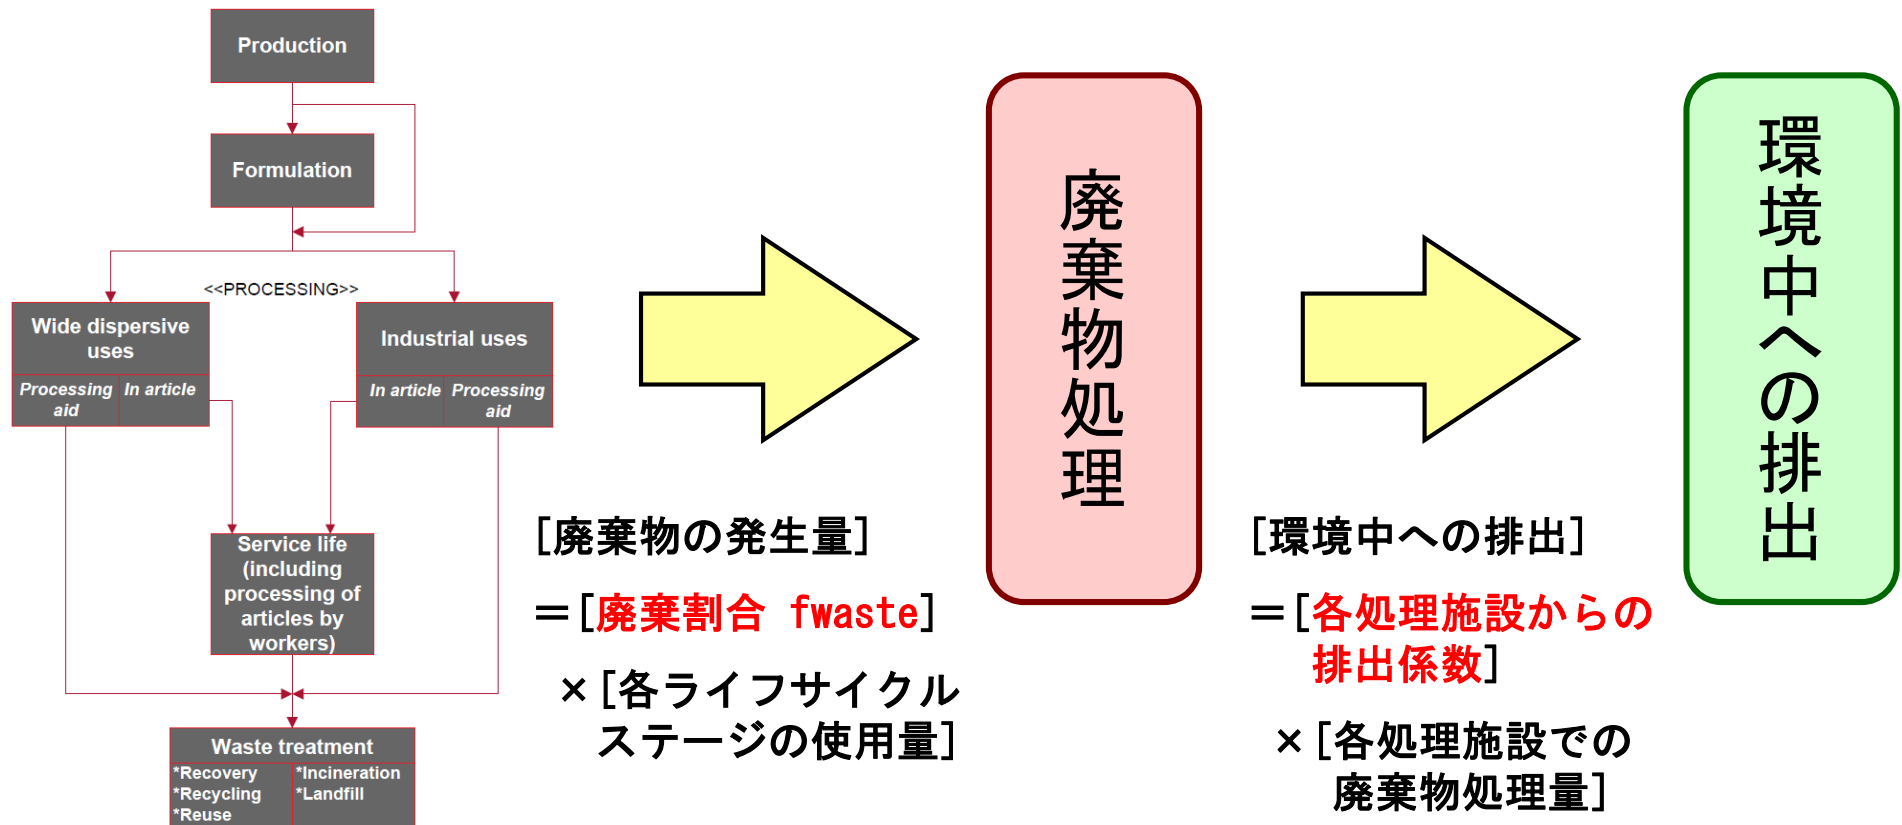 Production
Formulation
<<PROCESSING>>
Wide dispersive
uses
Processing
aid
In article
Industrial uses
In article
Processing
aid
Service life
(including
processing of
articles by
workers)
Waste treatment
*Recovery
*Recycling
*Reuse
*Incineration
*Landfill
[廃棄物の発生量]
＝[廃棄割合 fwaste]
×[各ライフサイクル
ステージの使用量]
廃棄物処理
[環境中への排出]
＝[各処理施設からの
排出係数]
×[各処理施設での
廃棄物処理量]
環境中への排出